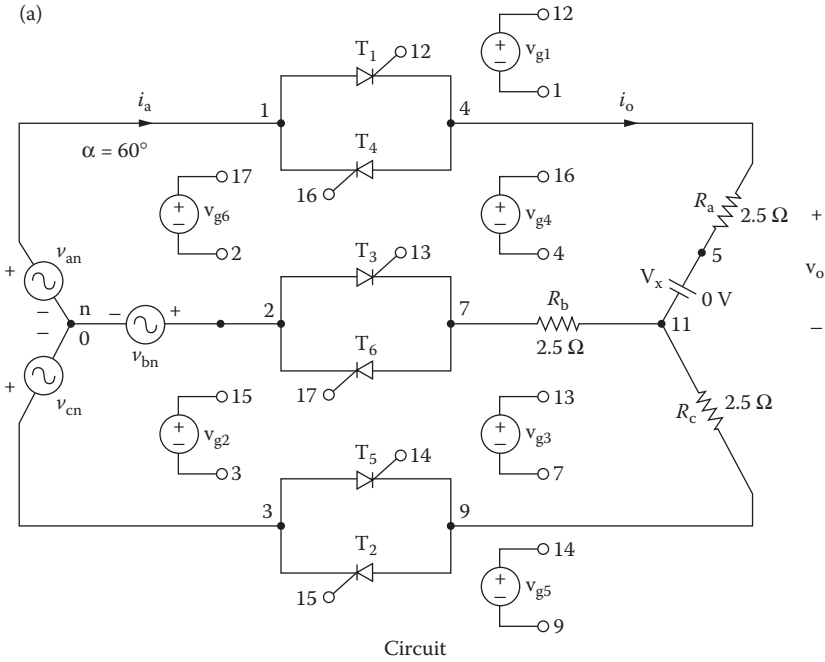 (a)
12
T1
12
vg1
ia
1
4
io
1
α = 60°
T4
17
16
16
Ra
2.5 Ω
+
vg6
vg4
5
2
T3
13
4
Vx
vo
van
+
0 V
−
n
− +
2
7
Rb
11
−
0
vbn
T6
2.5 Ω
+
vcn
15
17
13
Rc
2.5 Ω
vg2
T5
14
vg3
3
7
3
9
T2
14
15
vg5
9
Circuit